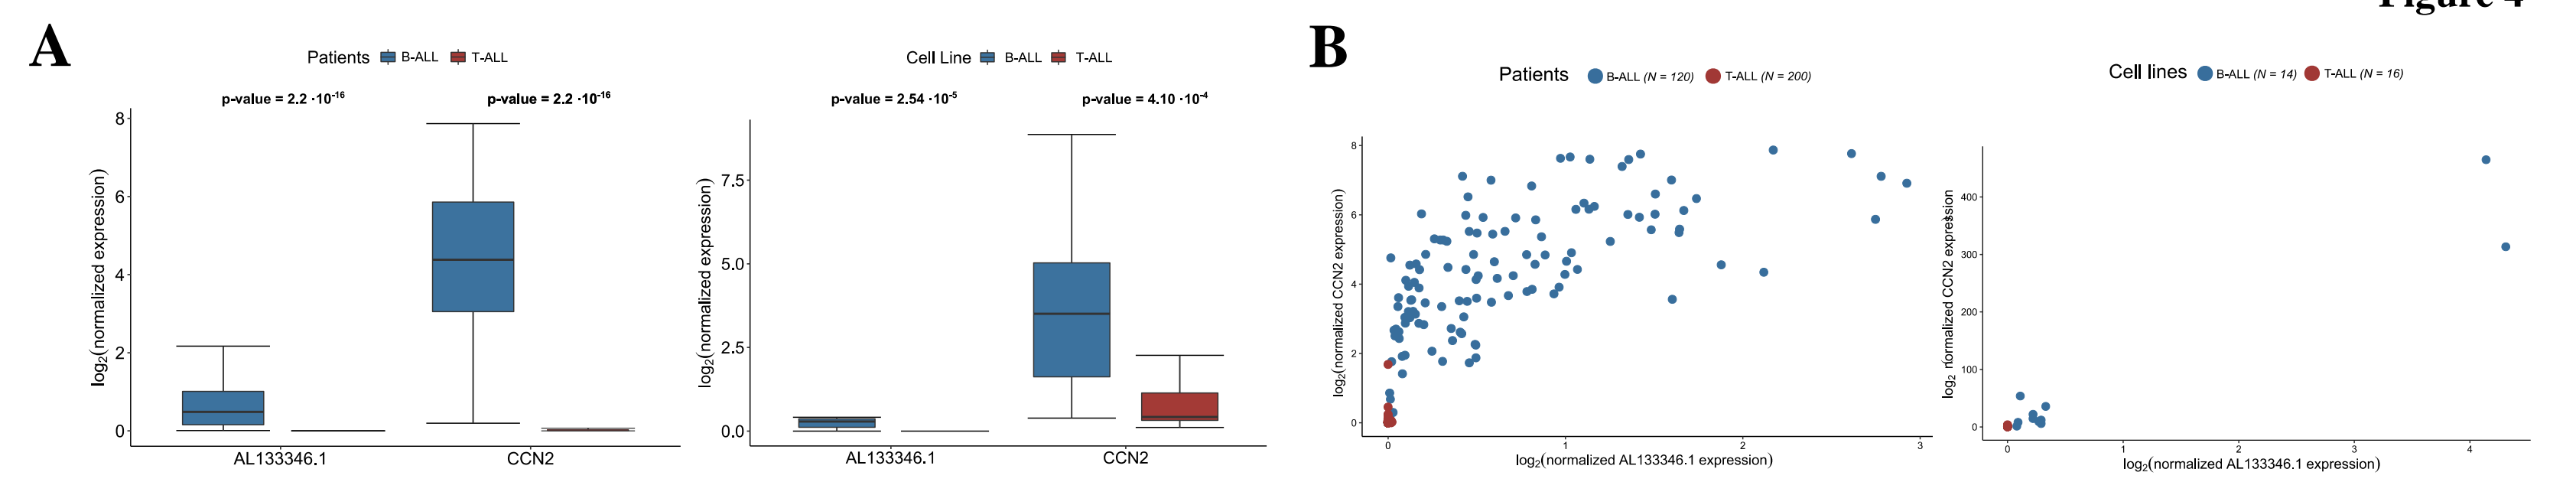 Figure 4
A
Patients B-ALL T-ALL
p-value = 2.2 ·10-16
p-value = 2.2 ·10-16
log2(normalized expression)
8
6
4
2
0
AL133346.1
CCN2
Cell Line B-ALL T-ALL
p-value = 2.54 ·10-5
p-value = 4.10 ·10-4
log2(normalized expression)
7.5
5.0
2.5
0.0
AL133346.1
CCN2
B
Patients B-ALL (N = 120) T-ALL (N = 200)
log2(normalized CCN2 expression)
8
6
4
2
0
0 1 2 3
log2(normalized AL133346.1 expression)
Cell lines B-ALL (N = 14) T-ALL (N = 16)
log2 normalized CCN2 expression)
400
300
200
100
0
0 1 2 3 4
log2(normalized AL133346.1 expression)